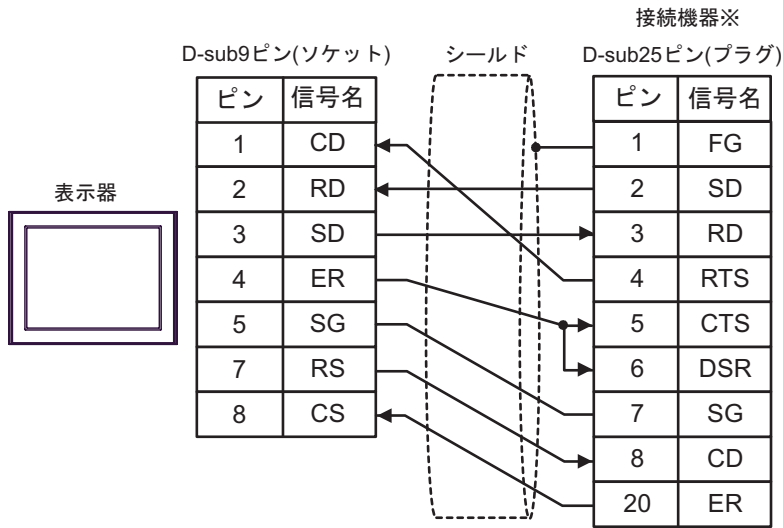 接続機器※
D-sub9ピン(ソケット)
シールド
D-sub25ピン(プラグ)
表示器
ピン 信号名
1 CD
2 RD
3 SD
4 ER
5 SG
7 RS
8 CS
ピン 信号名
1 FG
2 SD
3 RD
4 RTS
5 CTS
6 DSR
7 SG
8 CD
20 ER